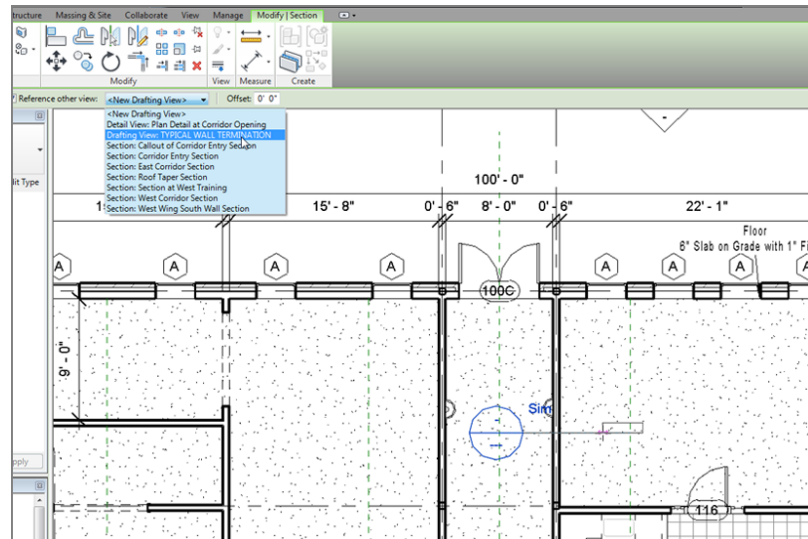 Structure Massing & Site Collaborate View Manage Modify | Section
Modify View Measure Create
Reference other view: <New Drafting View> Offset: 0' 0"
<New Drafting View>
Detail View: Plan Detail at Corridor Opening
Drafting View: TYPICAL WALL TERMINATION
Section: Callout of Corridor Entry Section
Section: Corridor Entry Section
Section: East Corridor Section
Section: Roof Taper Section
Section: Section at West Training
Section: West Corridor Section
Section: West Wing South Wall Section
dit Type
100' - 0"
15' - 8" 0' - 6" 8' - 0" 0' - 6" 22' - 1"
Floor
6" Slab on Grade with 1" Fi
A A A A A A A A
100C
9' - 0"
Sim
pply
116